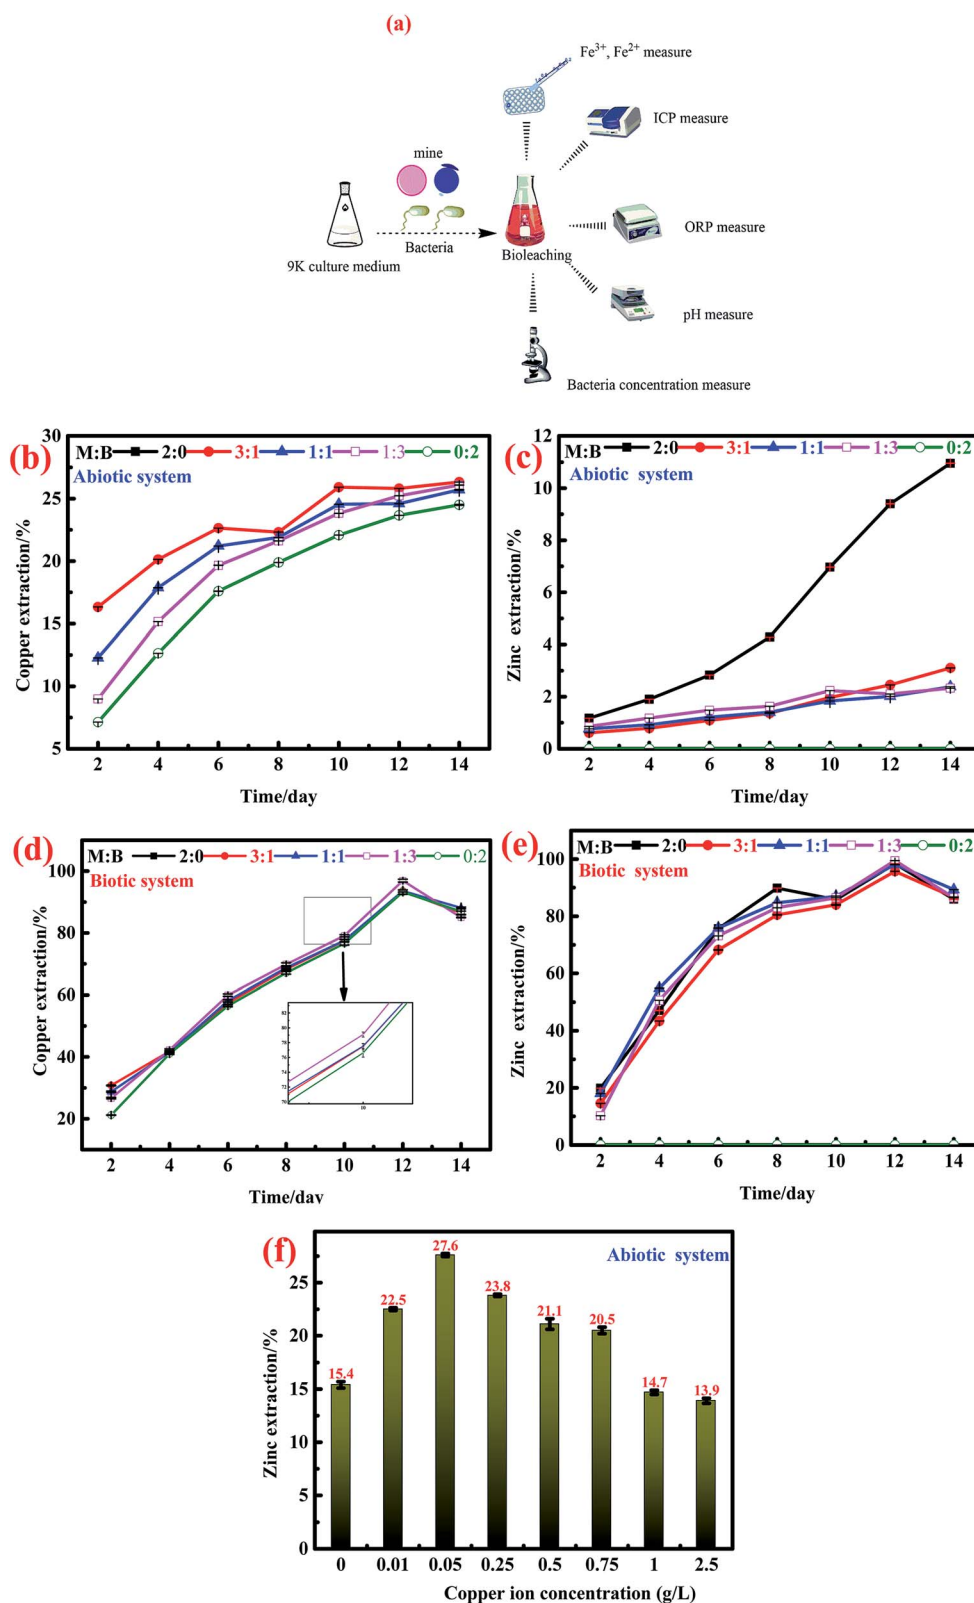 (a)
Fe³⁺, Fe²⁺ measure
ICP measure
mine
ORP measure
Bacteria
Bioleaching
9K culture medium
pH measure
Bacteria concentration measure
(b)
M:B 2:0 3:1 1:1 1:3 0:2
Abiotic system
Copper extraction/%
30
25
20
15
10
5
2 4 6 8 10 12 14
Time/day
(c)
M:B 2:0 3:1 1:1 1:3 0:2
Abiotic system
Zinc extraction/%
12
10
8
6
4
2
0
2 4 6 8 10 12 14
Time/day
(d)
M:B 2:0 3:1 1:1 1:3 0:2
Biotic system
Copper extraction/%
100
80
60
40
20
82
80
78
76
74
72
70
10
2 4 6 8 10 12 14
Time/day
(e)
M:B 2:0 3:1 1:1 1:3 0:2
Biotic system
Zinc extraction/%
100
80
60
40
20
0
2 4 6 8 10 12 14
Time/day
(f)
Abiotic system
Zinc extraction/%
25
20
15
10
5
0
15.4 22.5 27.6 23.8 21.1 20.5 14.7 13.9
0 0.01 0.05 0.25 0.5 0.75 1 2.5
Copper ion concentration (g/L)